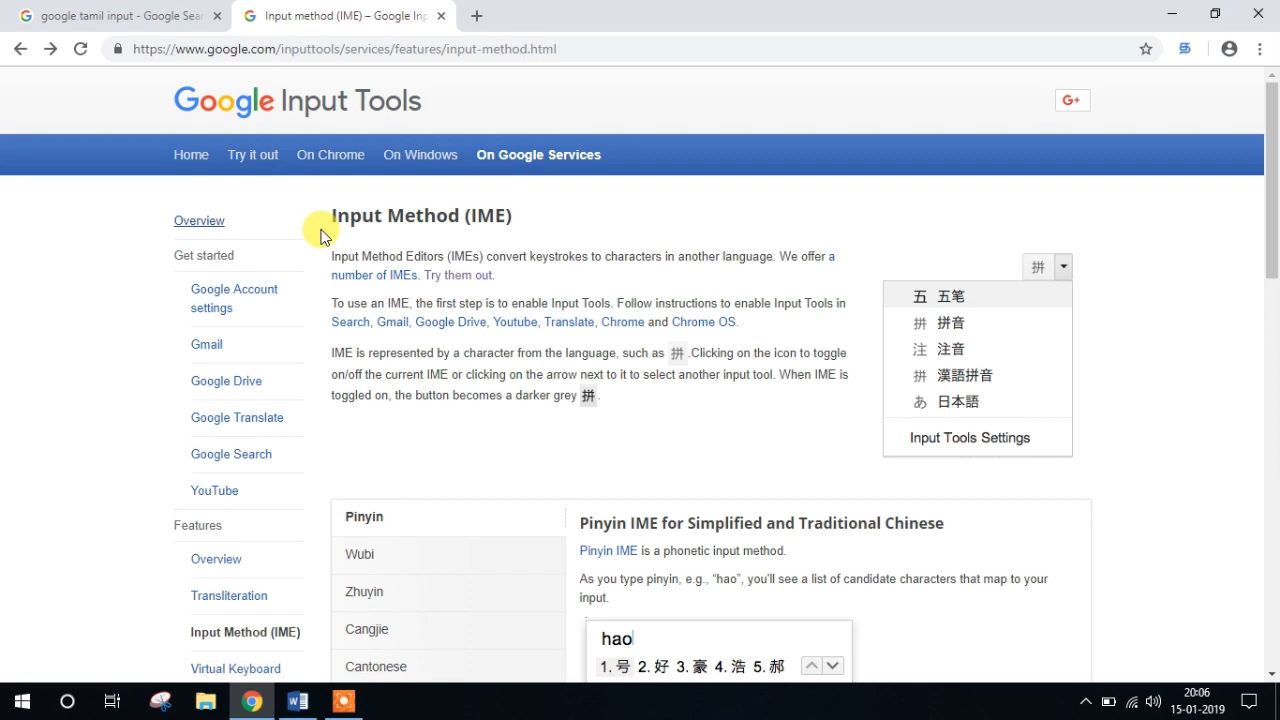 google tamil input - Google Sear
Input method (IME) – Google Inp
https://www.google.com/inputtools/services/features/input-method.html
Google Input Tools
G+
Home Try it out On Chrome On Windows On Google Services
Overview
Get started
Google Account
settings
Gmail
Google Drive
Google Translate
Google Search
YouTube
Features
Overview
Transliteration
Input Method (IME)
Virtual Keyboard
Input Method (IME)
Input Method Editors (IMEs) convert keystrokes to characters in another language. We offer a
number of IMEs. Try them out.
To use an IME, the first step is to enable Input Tools. Follow instructions to enable Input Tools in
Search, Gmail, Google Drive, Youtube, Translate, Chrome and Chrome OS.
IME is represented by a character from the language, such as 拼 .Clicking on the icon to toggle
on/off the current IME or clicking on the arrow next to it to select another input tool. When IME is
toggled on, the button becomes a darker grey 拼 .
拼
五 五笔
拼 拼音
注 注音
拼 漢語拼音
あ 日本語
Input Tools Settings
Pinyin
Wubi
Zhuyin
Cangjie
Cantonese
Pinyin IME for Simplified and Traditional Chinese
Pinyin IME is a phonetic input method.
As you type pinyin, e.g., “hao”, you'll see a list of candidate characters that map to your
input.
hao
1. 号 2. 好 3. 豪 4. 浩 5. 郝
20:06
15-01-2019